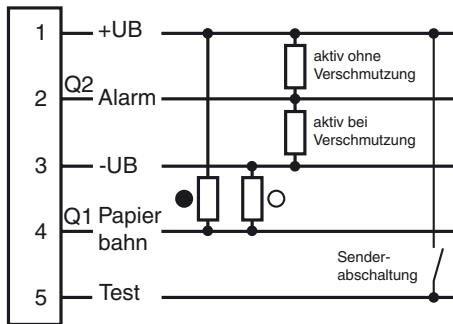 1 +UB
aktiv ohne
Verschmutzung
Q2
2 Alarm
aktiv bei
Verschmutzung
3 -UB
Q1 Papier
4 bahn
Sender-
abschaltung
5 Test